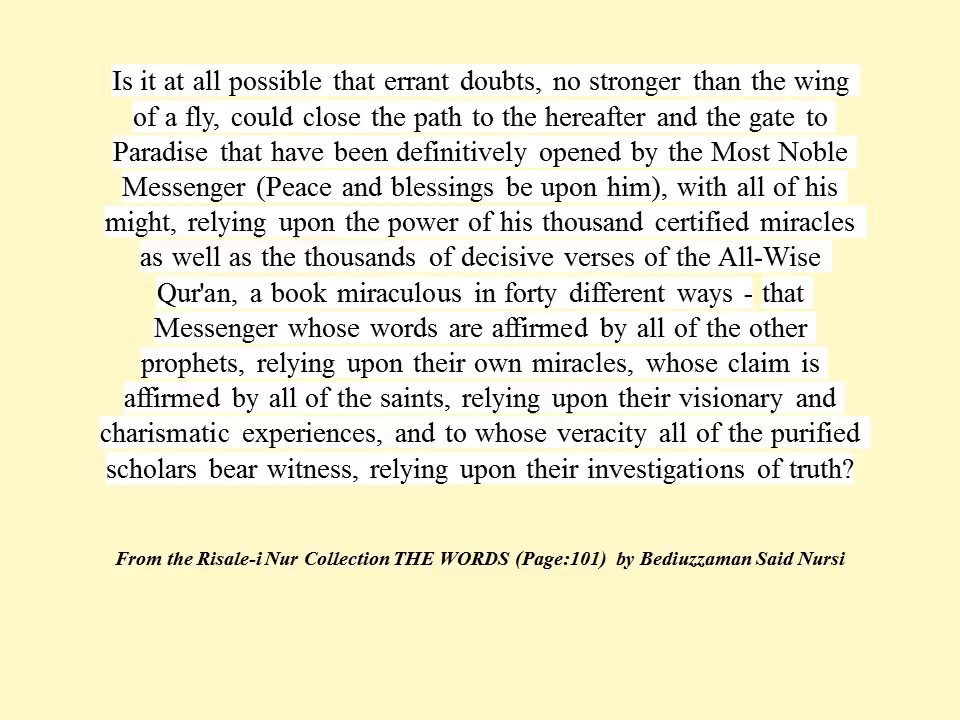 Is it at all possible that errant doubts, no stronger than the wing
of a fly, could close the path to the hereafter and the gate to
Paradise that have been definitively opened by the Most Noble
Messenger (Peace and blessings be upon him), with all of his
might, relying upon the power of his thousand certified miracles
as well as the thousands of decisive verses of the All-Wise
Qur'an, a book miraculous in forty different ways - that
Messenger whose words are affirmed by all of the other
prophets, relying upon their own miracles, whose claim is
affirmed by all of the saints, relying upon their visionary and
charismatic experiences, and to whose veracity all of the purified
scholars bear witness, relying upon their investigations of truth?
From the Risale-i Nur Collection THE WORDS (Page:101) by Bediuzzaman Said Nursi